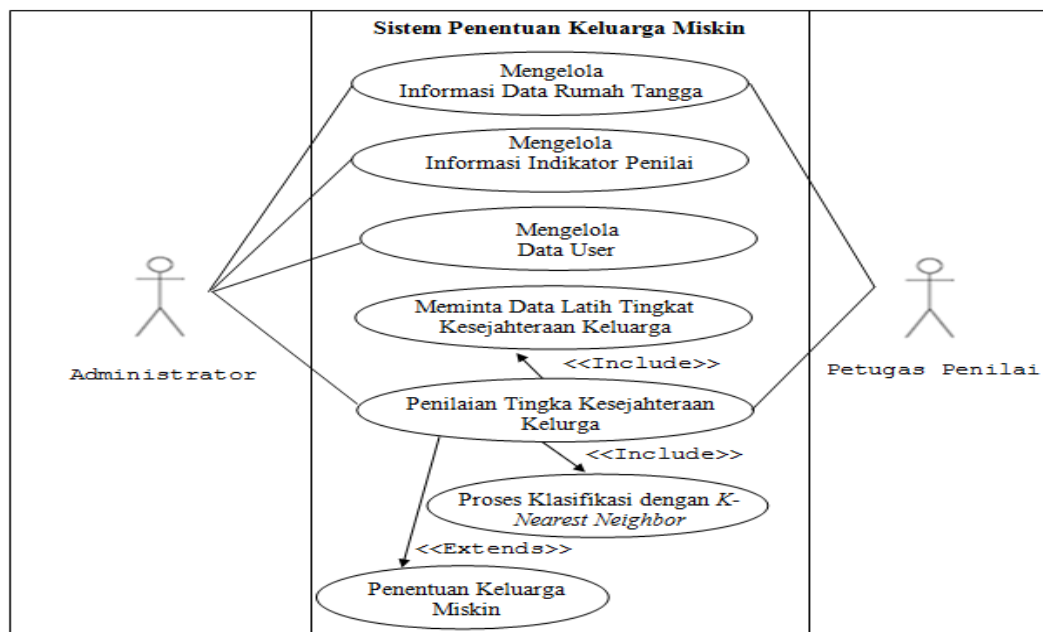 Sistem Penentuan Keluarga Miskin
Mengelola
Informasi Data Rumah Tangga
Mengelola
Informasi Indikator Penilai
Mengelola
Data User
Meminta Data Latih Tingkat
Kesejahteraan Keluarga
<<Include>>
Administrator
Petugas Penilai
Penilaian Tingka Kesejahteraan
Kelurga
<<Include>>
Proses Klasifikasi dengan K-
Nearest Neighbor
<<Extends>>
Penentuan Keluarga
Miskin